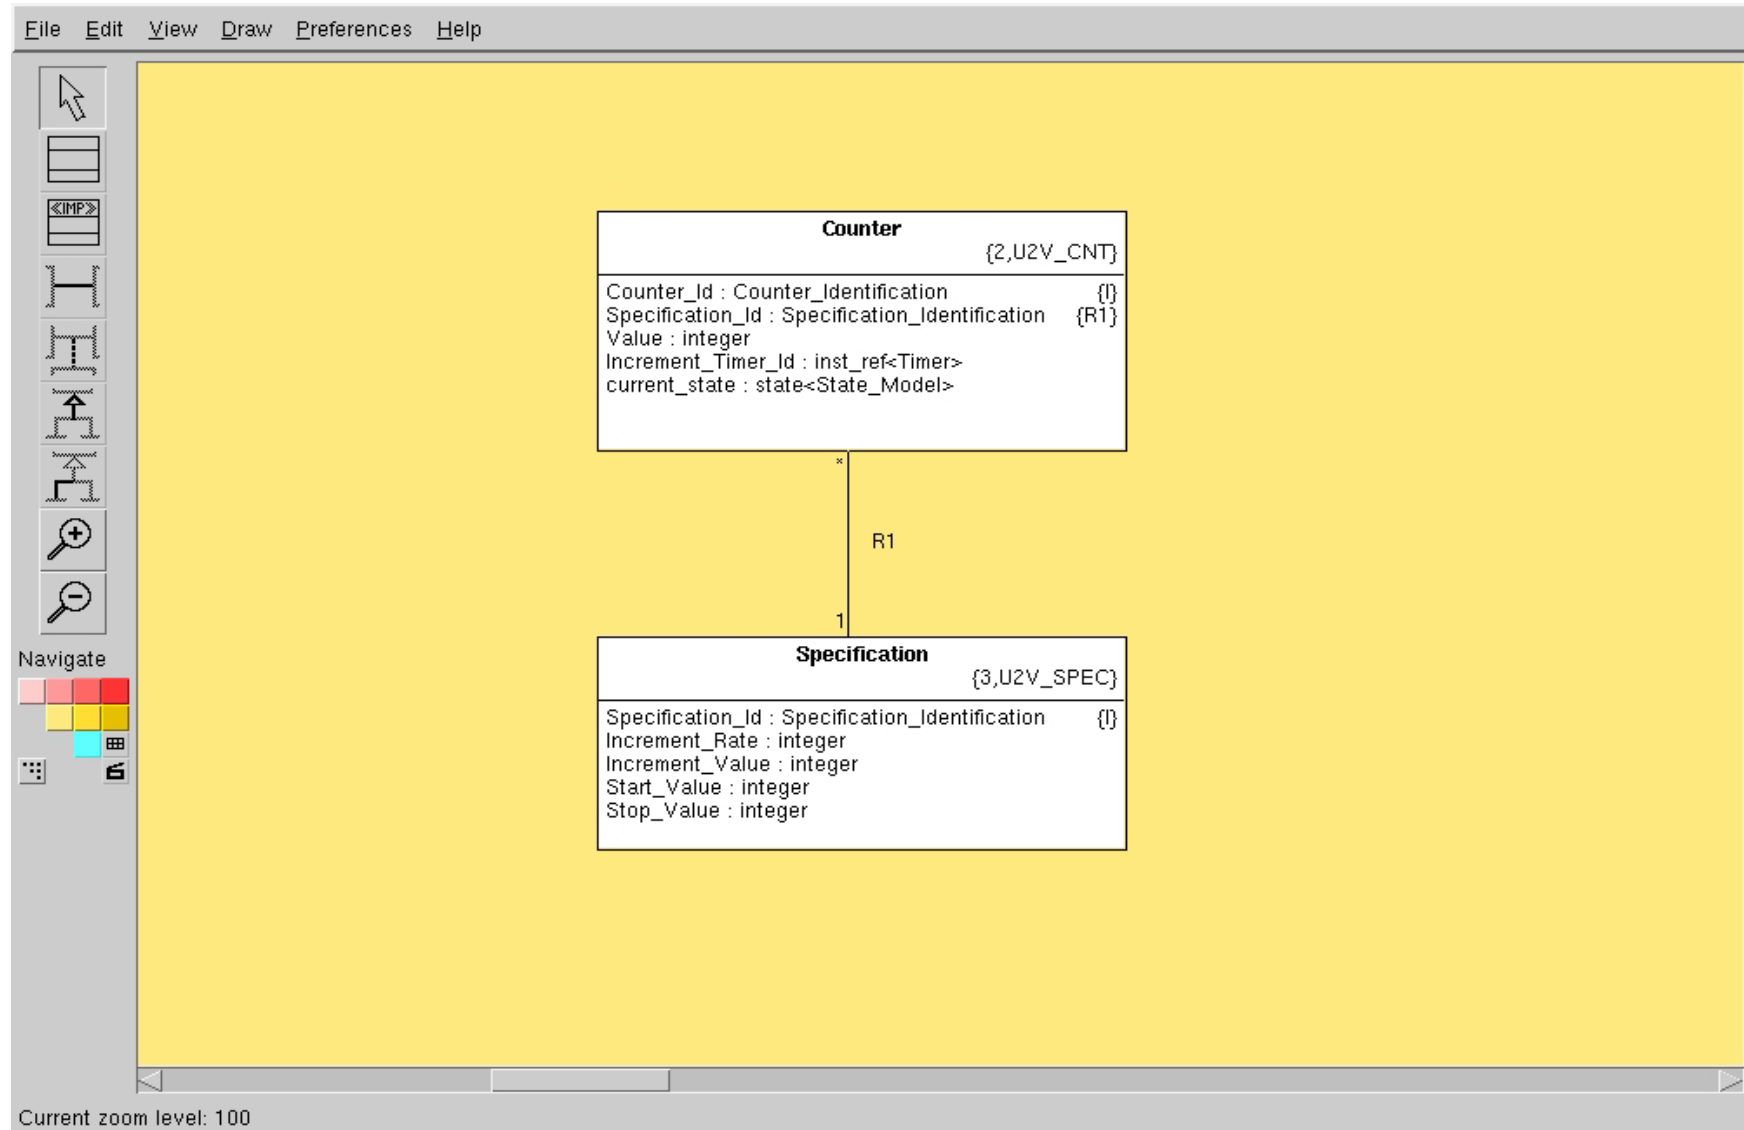 File Edit View Draw Preferences Help
«IMP»
Counter
{2,U2V_CNT}
Counter_Id : Counter_Identification {I}
Specification_Id : Specification_Identification {R1}
Value : integer
Increment_Timer_Id : inst_ref<Timer>
current_state : state<State_Model>
*
R1
1
Specification
{3,U2V_SPEC}
Specification_Id : Specification_Identification {I}
Increment_Rate : integer
Increment_Value : integer
Start_Value : integer
Stop_Value : integer
Navigate
Current zoom level: 100